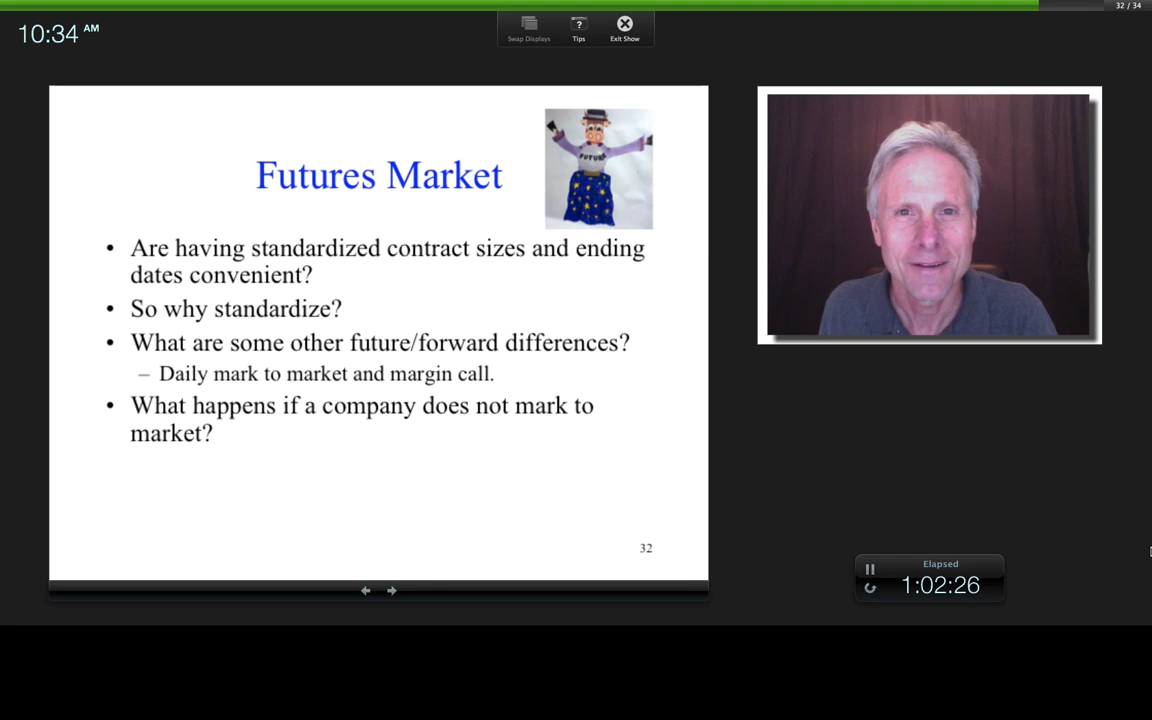 32 / 34
10:34 AM
Swap Displays
Tips
Exit Show
FUTURE
Futures Market
• Are having standardized contract sizes and ending
dates convenient?
• So why standardize?
• What are some other future/forward differences?
– Daily mark to market and margin call.
• What happens if a company does not mark to
market?
32
Elapsed
1:02:26